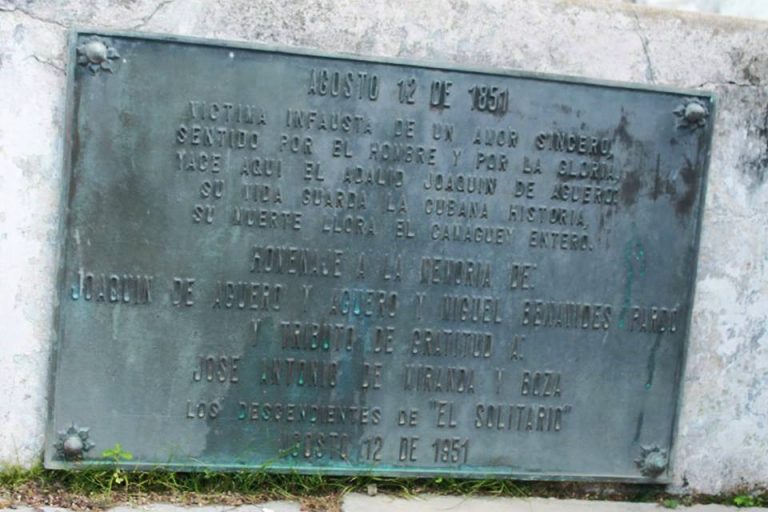 AGOSTO 12 DE 1851
VICTIMA INFAUSTA DE UN AMOR SINCERO,
SENTIDO POR EL HOMBRE Y POR LA GLORIA,
YACE AQUI EL ADALID JOAQUIN DE AGUERO:
SU VIDA GUARDA LA CUBANA HISTORIA,
SU MUERTE LLORA EL CAMAGUEY ENTERO.
HOMENAJE A LA MEMORIA DE:
JOAQUIN DE AGUERO Y AGUERO Y MIGUEL BENAVIDES PARDO
Y TRIBUTO DE GRATITUD A:
JOSE ANTONIO DE MIRANDA Y BOZA
LOS DESCENDIENTES DE "EL SOLITARIO"
AGOSTO 12 DE 1951